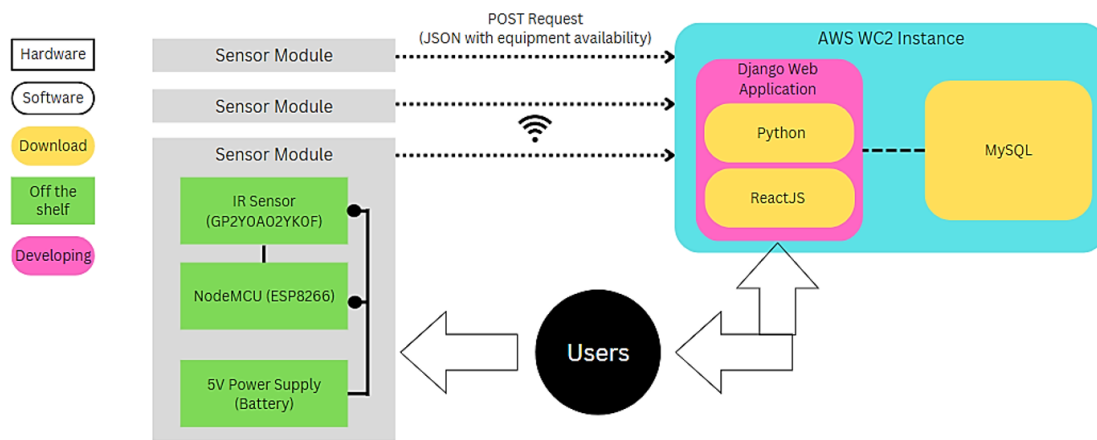 Hardware
Software
Download
Off the
shelf
Developing
Sensor Module
Sensor Module
Sensor Module
IR Sensor
(GP2Y0A02YK0F)
NodeMCU (ESP8266)
5V Power Supply
(Battery)
POST Request
(JSON with equipment availability)
Users
AWS WC2 Instance
Django Web
Application
Python
ReactJS
MySQL